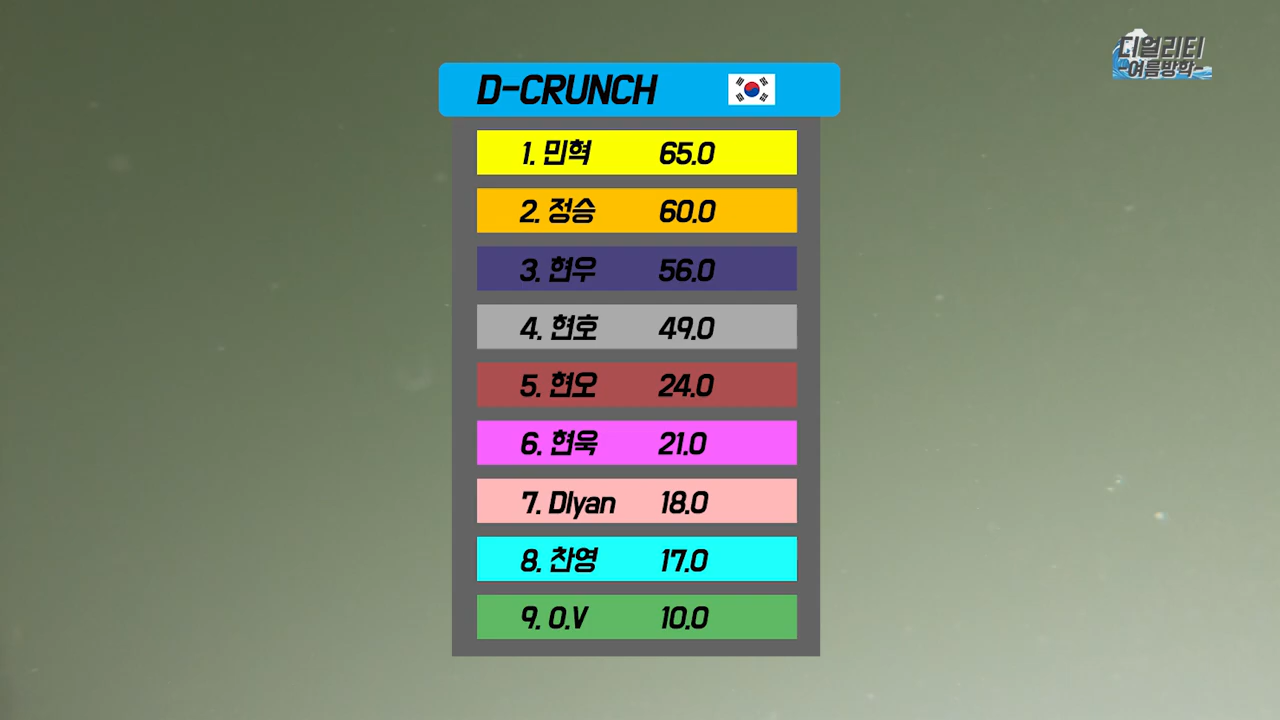 디얼리티
-여름방학-
D-CRUNCH
1. 민혁 65.0
2. 정승 60.0
3. 현우 56.0
4. 현호 49.0
5. 현오 24.0
6. 현욱 21.0
7. Dlyan 18.0
8. 찬영 17.0
9. O.V 10.0